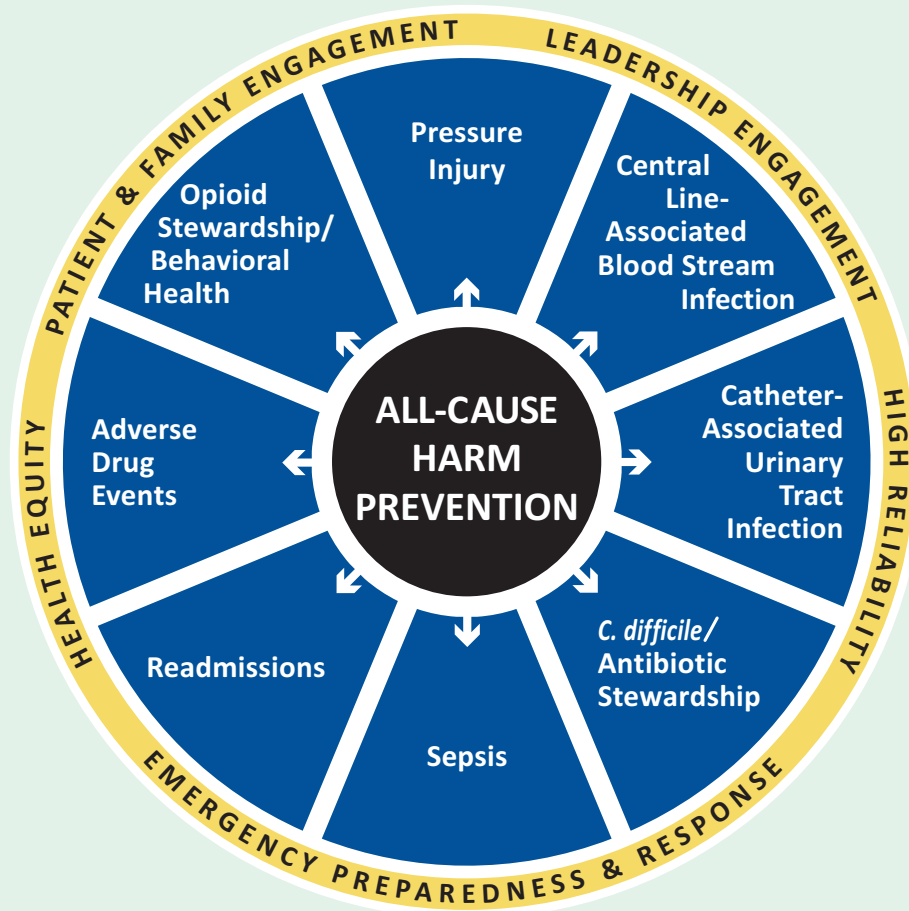 PATIENT & FAMILY ENGAGEMENT
LEADERSHIP ENGAGEMENT
HIGH RELIABILITY
EMERGENCY PREPAREDNESS & RESPONSE
HEALTH EQUITY
Pressure
Injury
Central
Line-
Associated
Blood Stream
Infection
Catheter-
Associated
Urinary
Tract
Infection
C. difficile/
Antibiotic
Stewardship
Sepsis
Readmissions
Adverse
Drug
Events
Opioid
Stewardship/
Behavioral
Health
ALL-CAUSE
HARM
PREVENTION